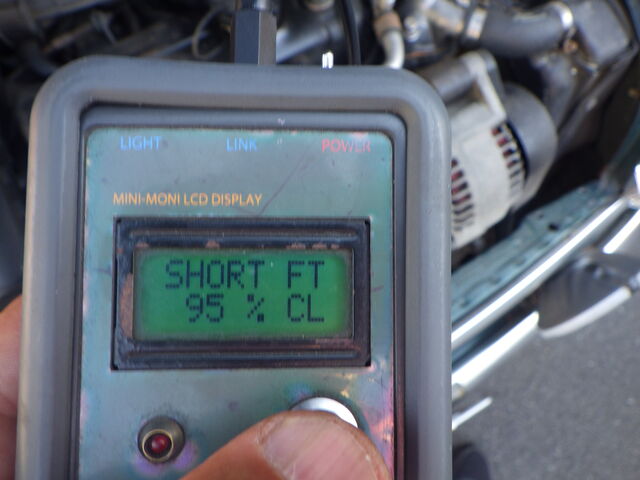 LIGHT LINK POWER
MINI-MONI LCD DISPLAY
SHORT FT
95 % CL